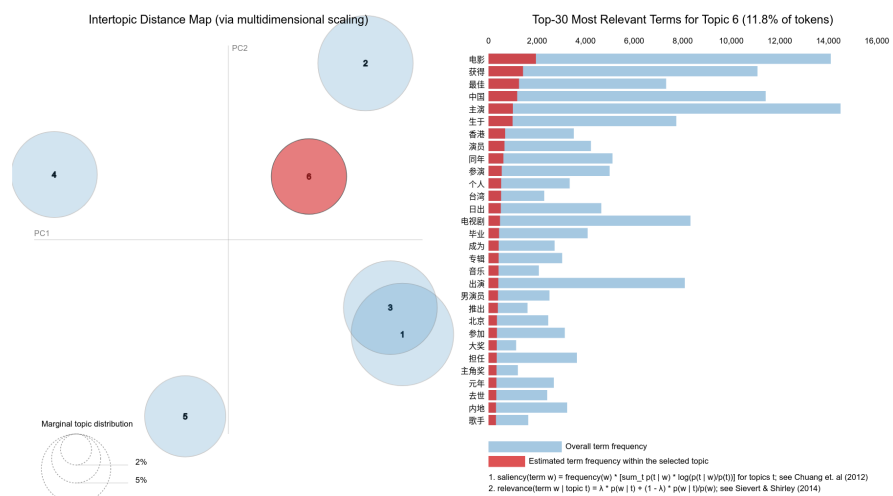 Intertopic Distance Map (via multidimensional scaling)
PC2
PC1
2
4
6
3
1
5
Marginal topic distribution
2%
5%
Top-30 Most Relevant Terms for Topic 6 (11.8% of tokens)
0 2,000 4,000 6,000 8,000 10,000 12,000 14,000 16,000
电影
获得
最佳
中国
主演
生于
香港
演员
同年
参演
个人
台湾
日出
电视剧
毕业
成为
专辑
音乐
出演
男演员
推出
北京
参加
大奖
担任
主角奖
元年
去世
内地
歌手
Overall term frequency
Estimated term frequency within the selected topic
1. saliency(term w) = frequency(w) * [sum_t p(t | w) * log(p(t | w)/p(t))] for topics t; see Chuang et. al (2012)
2. relevance(term w | topic t) = λ * p(w | t) + (1 - λ) * p(w | t)/p(w); see Sievert & Shirley (2014)